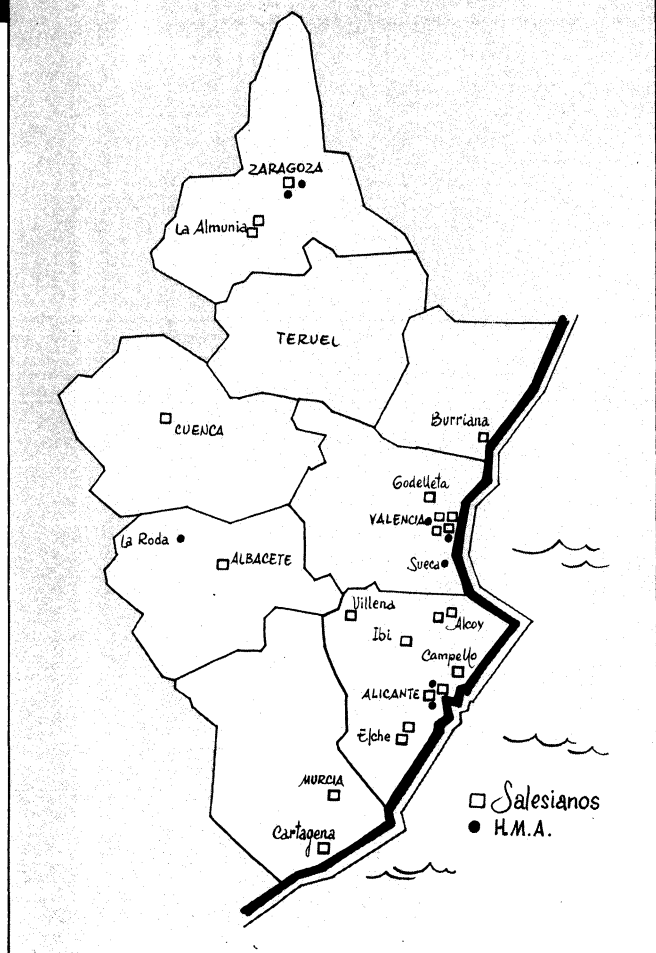 ZARAGOZA
La Almunia
TERUEL
Burriana
CUENCA
Godelleta
VALENCIA
La Roda
ALBACETE
Sueca
Villena
Alcoy
Ibi
Campello
ALICANTE
Elche
MURCIA
Cartagena
Salesianos
H.M.A.